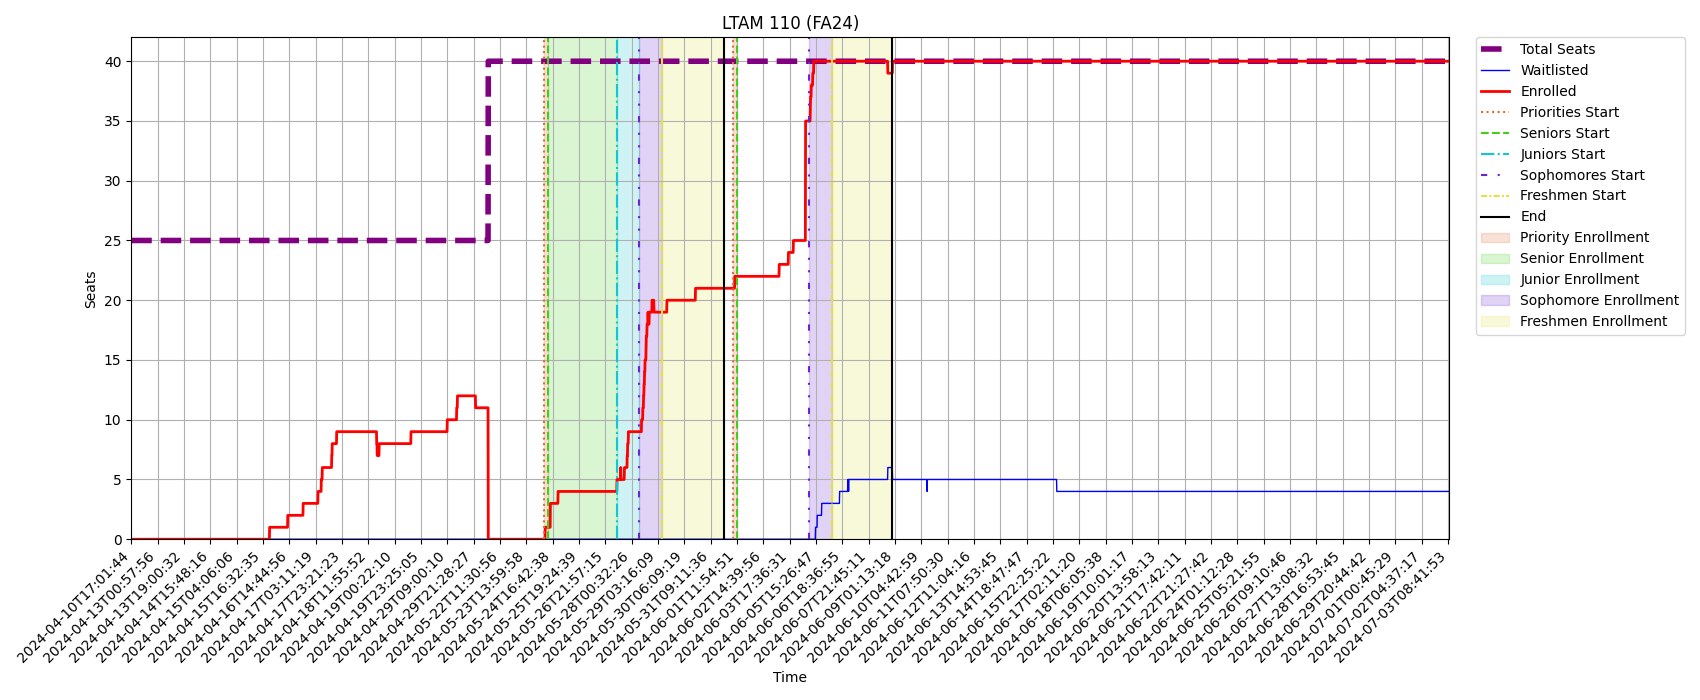 LTAM 110 (FA24)
Seats
40
35
30
25
20
15
10
5
0
2024-04-10T17:01:44
2024-04-13T00:57:56
2024-04-13T19:00:32
2024-04-14T15:48:16
2024-04-15T04:06:06
2024-04-15T16:32:35
2024-04-16T14:44:56
2024-04-17T03:11:19
2024-04-17T23:21:23
2024-04-18T11:55:52
2024-04-19T00:22:10
2024-04-19T23:25:05
2024-04-29T09:00:10
2024-04-29T21:28:27
2024-05-22T11:30:56
2024-05-23T13:59:58
2024-05-24T16:42:38
2024-05-25T19:24:39
2024-05-26T21:57:15
2024-05-28T00:32:26
2024-05-29T03:16:09
2024-05-30T06:09:19
2024-05-31T09:11:36
2024-06-01T11:54:51
2024-06-02T14:39:56
2024-06-03T17:36:31
2024-06-05T15:26:47
2024-06-06T18:36:55
2024-06-07T21:45:11
2024-06-09T01:13:18
2024-06-10T04:42:59
2024-06-11T07:50:30
2024-06-12T11:04:16
2024-06-13T14:53:45
2024-06-14T18:47:47
2024-06-15T22:25:22
2024-06-17T02:11:20
2024-06-18T06:05:38
2024-06-19T10:01:17
2024-06-20T13:58:13
2024-06-21T17:42:11
2024-06-22T21:27:42
2024-06-24T01:12:28
2024-06-25T05:21:55
2024-06-26T09:10:46
2024-06-27T13:08:32
2024-06-28T16:53:45
2024-06-29T20:44:42
2024-07-01T00:45:29
2024-07-02T04:37:17
2024-07-03T08:41:53
Time
Total Seats
Waitlisted
Enrolled
Priorities Start
Seniors Start
Juniors Start
Sophomores Start
Freshmen Start
End
Priority Enrollment
Senior Enrollment
Junior Enrollment
Sophomore Enrollment
Freshmen Enrollment